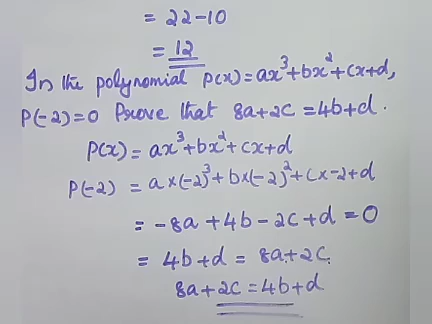 = 22-10
= 12
In the polynomial P(x) = ax³+bx²+cx+d,
P(-2)=0 Prove that 8a+2c = 4b+d.
P(x) = ax³+bx²+cx+d
P(-2) = a×(-2)³+b×(-2)²+c×-2+d
= -8a+4b-2c+d = 0
= 4b+d = 8a+2c.
8a+2c = 4b+d